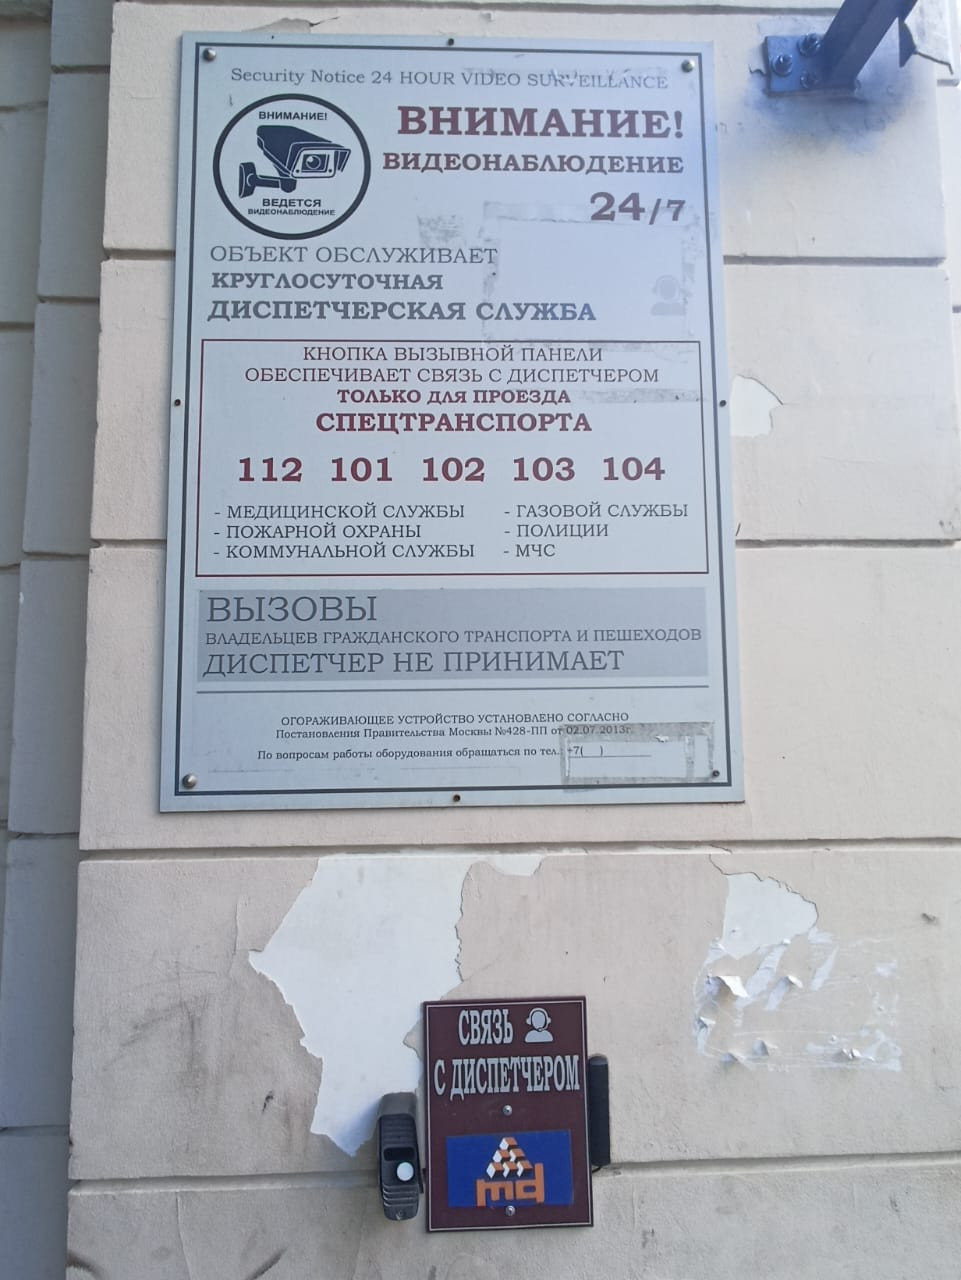 Security Notice 24 HOUR VIDEO SURVEILLANCE
ВНИМАНИЕ!
ВЕДЕТСЯ
ВИДЕОНАБЛЮДЕНИЕ
ВНИМАНИЕ!
ВИДЕОНАБЛЮДЕНИЕ
24/7
ОБЪЕКТ ОБСЛУЖИВАЕТ
КРУГЛОСУТОЧНАЯ
ДИСПЕТЧЕРСКАЯ СЛУЖБА
КНОПКА ВЫЗЫВНОЙ ПАНЕЛИ
ОБЕСПЕЧИВАЕТ СВЯЗЬ С ДИСПЕТЧЕРОМ
ТОЛЬКО ДЛЯ ПРОЕЗДА
СПЕЦТРАНСПОРТА
112 101 102 103 104
- МЕДИЦИНСКОЙ СЛУЖБЫ
- ПОЖАРНОЙ ОХРАНЫ
- КОММУНАЛЬНОЙ СЛУЖБЫ
- ГАЗОВОЙ СЛУЖБЫ
- ПОЛИЦИИ
- МЧС
ВЫЗОВЫ
ВЛАДЕЛЬЦЕВ ГРАЖДАНСКОГО ТРАНСПОРТА И ПЕШЕХОДОВ
ДИСПЕТЧЕР НЕ ПРИНИМАЕТ
ОГОРАЖИВАЮЩЕЕ УСТРОЙСТВО УСТАНОВЛЕНО СОГЛАСНО
Постановления Правительства Москвы №428-ПП от 02.07.2013г.
По вопросам работы оборудования обращаться по тел.: +7(   )
СВЯЗЬ
С ДИСПЕТЧЕРОМ
md